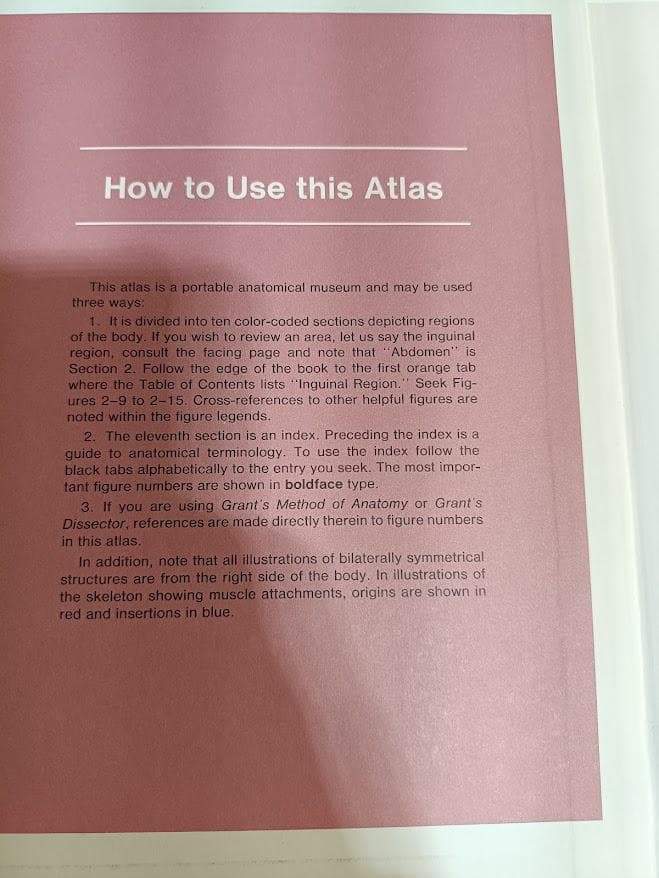 How to Use this Atlas
This atlas is a portable anatomical museum and may be used
three ways:
1. It is divided into ten color-coded sections depicting regions
of the body. If you wish to review an area, let us say the inguinal
region, consult the facing page and note that "Abdomen" is
Section 2. Follow the edge of the book to the first orange tab
where the Table of Contents lists "Inguinal Region." Seek Fig-
ures 2–9 to 2–15. Cross-references to other helpful figures are
noted within the figure legends.
2. The eleventh section is an index. Preceding the index is a
guide to anatomical terminology. To use the index follow the
black tabs alphabetically to the entry you seek. The most impor-
tant figure numbers are shown in boldface type.
3. If you are using Grant's Method of Anatomy or Grant's
Dissector, references are made directly therein to figure numbers
in this atlas.
In addition, note that all illustrations of bilaterally symmetrical
structures are from the right side of the body. In illustrations of
the skeleton showing muscle attachments, origins are shown in
red and insertions in blue.